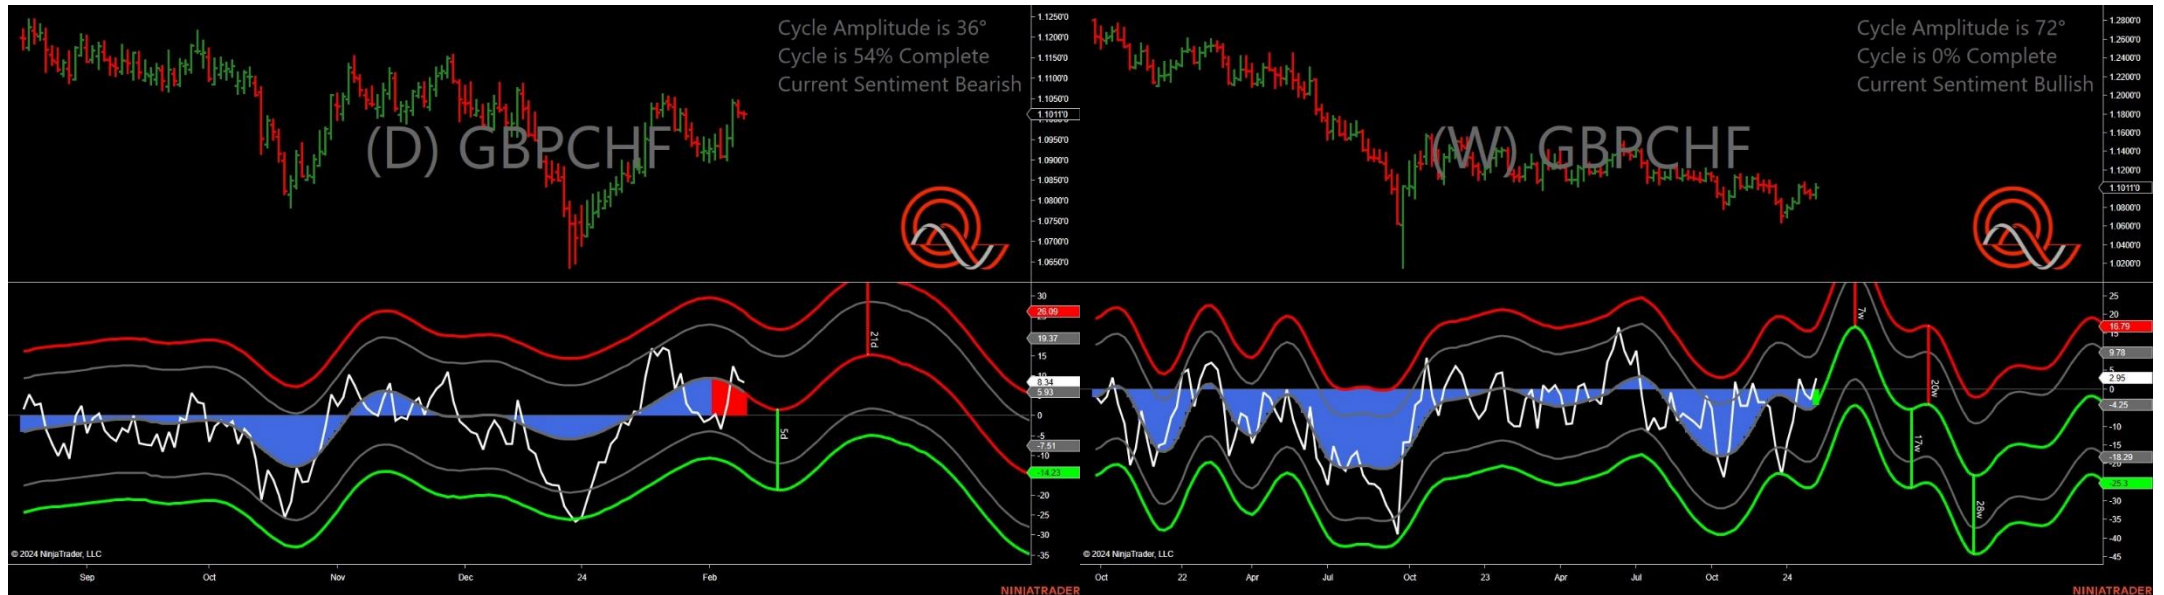 Cycle Amplitude is 36°
Cycle is 54% Complete
Current Sentiment Bearish
(D) GBPCHF
1.1250'0
1.1200'0
1.1150'0
1.1100'0
1.1050'0
1.1011'0
1.0950'0
1.0900'0
1.0850'0
1.0800'0
1.0750'0
1.0700'0
1.0650'0
30
26.09
19.37
15
8.34
5.93
0
-5
-7.51
-10
-14.23
-20
-25
-30
-35
21d
5d
© 2024 NinjaTrader, LLC
Sep Oct Nov Dec 24 Feb
NINJATRADER
Cycle Amplitude is 72°
Cycle is 0% Complete
Current Sentiment Bullish
(W) GBPCHF
1.2800'0
1.2600'0
1.2400'0
1.2200'0
1.2000'0
1.1800'0
1.1600'0
1.1400'0
1.1200'0
1.1011'0
1.0800'0
1.0600'0
1.0400'0
1.0200'0
25
20
16.79
9.78
2.95
0
-4.25
-10
-15
-18.29
-25.3
-30
-35
-40
-45
7w
20w
17w
28w
© 2024 NinjaTrader, LLC
Oct 22 Apr Jul Oct 23 Apr Jul Oct 24
NINJATRADER